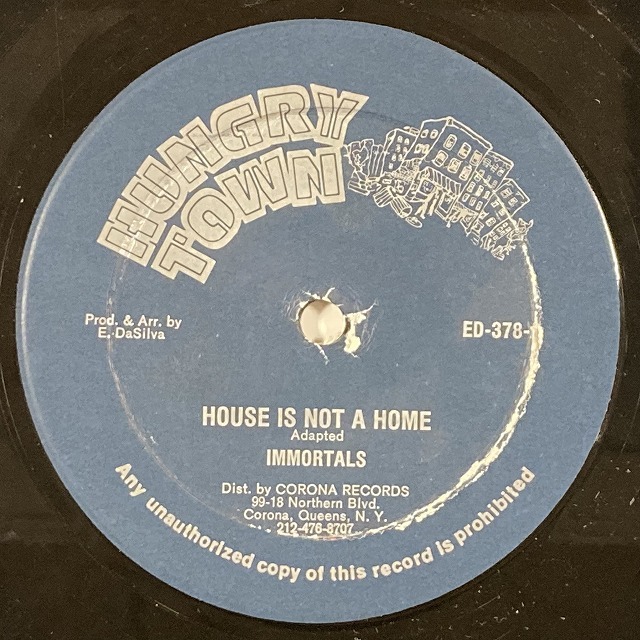 HUNGRY
TOWN
Prod. & Arr. by
E. DaSilva
ED-378-
HOUSE IS NOT A HOME
Adapted
IMMORTALS
Dist. by CORONA RECORDS
99-18 Northern Blvd.
Corona, Queens, N. Y.
212-476-8707
Any unauthorized copy of this record is prohibited